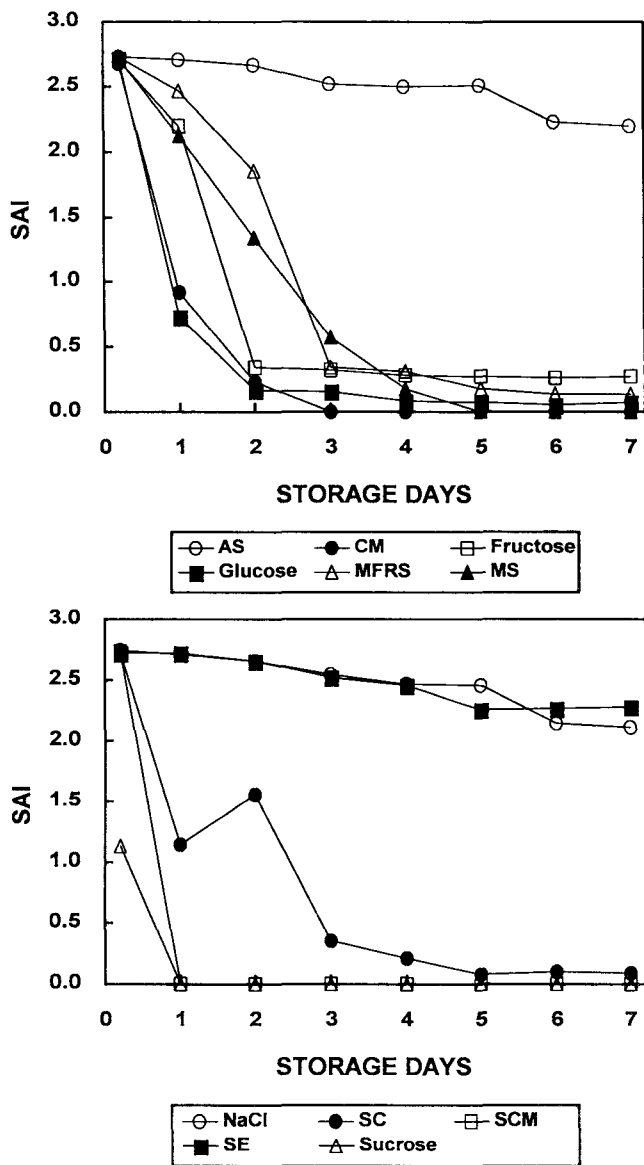 3.0
2.5
2.0
1.5
1.0
0.5
0.0
SAI
0 1 2 3 4 5 6 7
STORAGE DAYS
AS CM Fructose
Glucose MFRS MS
3.0
2.5
2.0
1.5
1.0
0.5
0.0
SAI
0 1 2 3 4 5 6 7
STORAGE DAYS
NaCl SC SCM
SE Sucrose